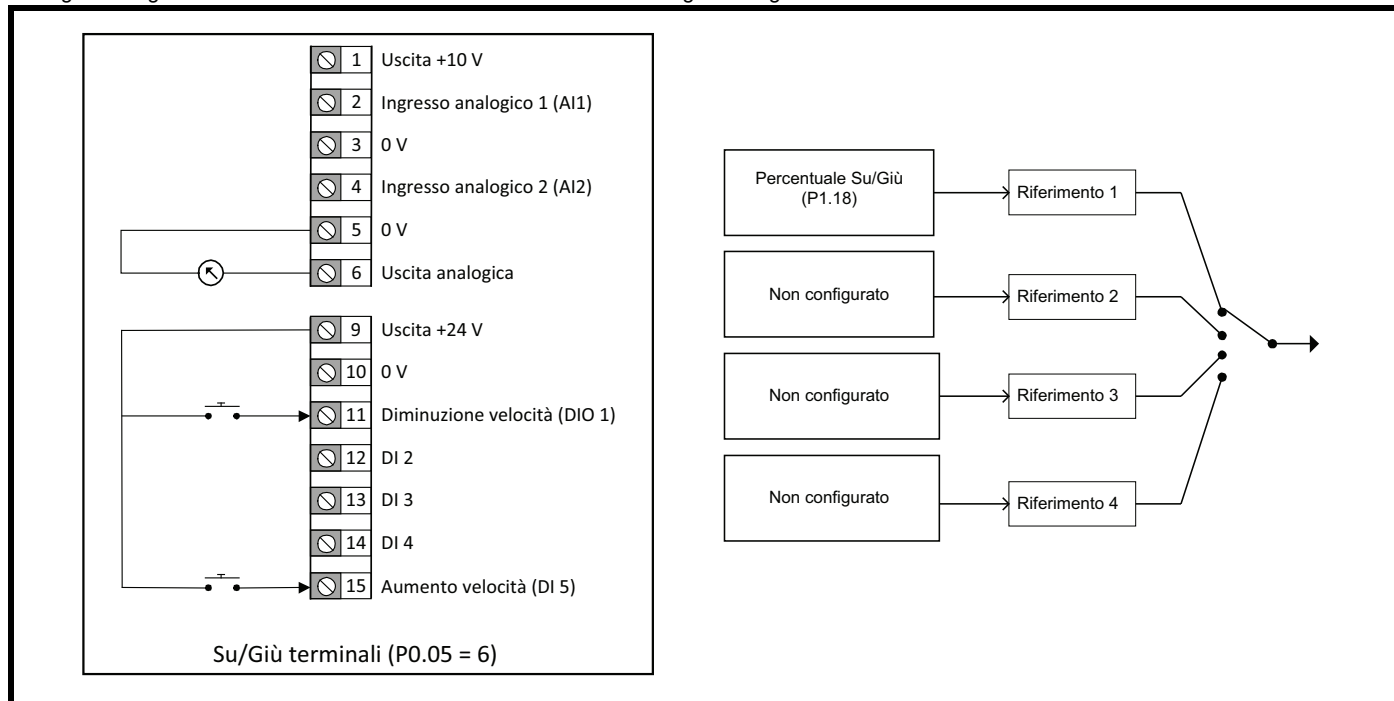 1 Uscita +10 V
2 Ingresso analogico 1 (AI1)
3 0 V
4 Ingresso analogico 2 (AI2)
5 0 V
6 Uscita analogica
9 Uscita +24 V
10 0 V
11 Diminuzione velocità (DIO 1)
12 DI 2
13 DI 3
14 DI 4
15 Aumento velocità (DI 5)
Su/Giù terminali (P0.05 = 6)
Percentuale Su/Giù
(P1.18)
Riferimento 1
Non configurato
Riferimento 2
Non configurato
Riferimento 3
Non configurato
Riferimento 4